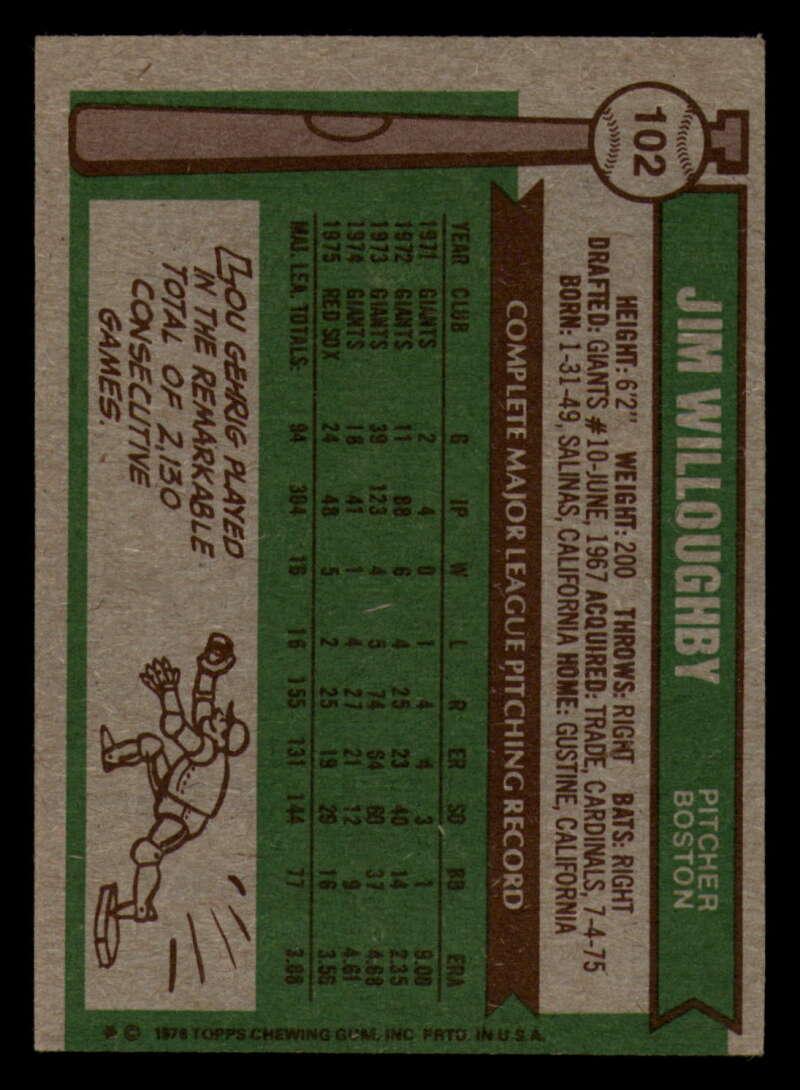 102
JIM WILLOUGHBY
PITCHER
BOSTON
HEIGHT: 6'2" WEIGHT: 200 THROWS: RIGHT BATS: RIGHT
DRAFTED: GIANTS #10-JUNE, 1967 ACQUIRED: TRADE, CARDINALS, 7-4-75
BORN: 1-31-49, SALINAS, CALIFORNIA HOME: GUSTINE, CALIFORNIA
COMPLETE MAJOR LEAGUE PITCHING RECORD
YEAR CLUB G IP W L R ER SO BB ERA
1971 GIANTS 2 4 0 1 4 4 3 1 9.00
1972 GIANTS 11 88 6 4 25 23 40 14 2.35
1973 GIANTS 39 123 4 5 74 64 60 37 4.68
1974 GIANTS 18 41 1 4 27 21 12 9 4.61
1975 RED SOX 24 48 5 2 25 19 29 16 3.56
MAJ. LEA. TOTALS: 94 304 16 16 155 131 144 77 3.88
LOU GEHRIG PLAYED
IN THE REMARKABLE
TOTAL OF 2,130
CONSECUTIVE
GAMES.
* © 1976 TOPPS CHEWING GUM, INC. PRTD. IN U.S.A.